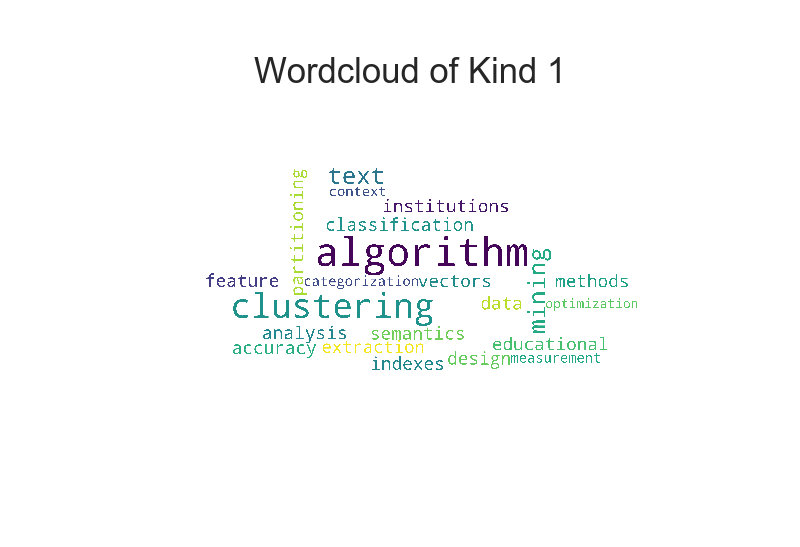 Wordcloud of Kind 1
partitioning
text
context
institutions
classification
algorithm
mining
feature
categorization
vectors
methods
clustering
data
optimization
analysis
semantics
accuracy
extraction
educational
indexes
design
measurement